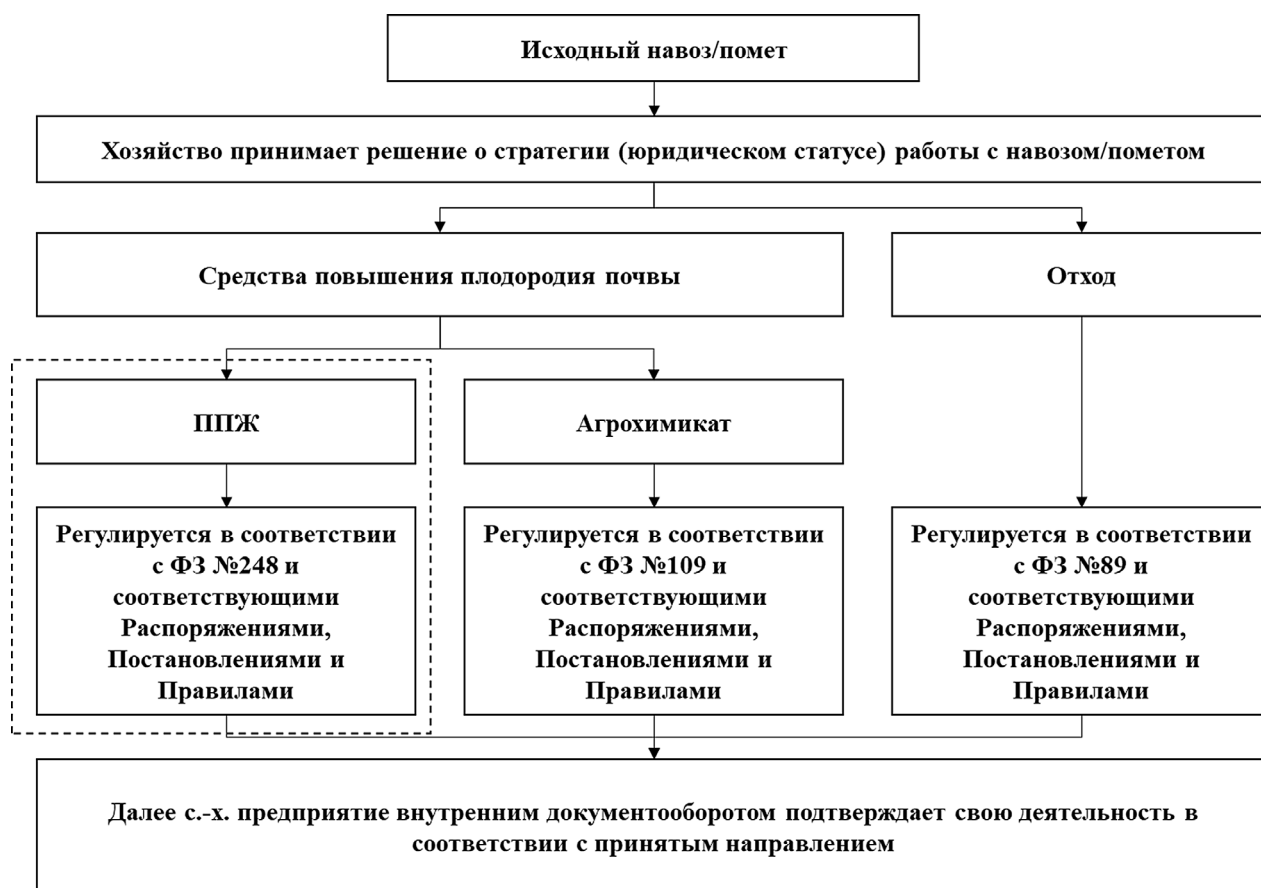 Исходный навоз/помет
Хозяйство принимает решение о стратегии (юридическом статусе) работы с навозом/пометом
Средства повышения плодородия почвы
Отход
ППЖ
Агрохимикат
Регулируется в соответствии
с ФЗ №248 и
соответствующими
Распоряжениями,
Постановлениями и
Правилами
Регулируется в соответствии
с ФЗ №109 и
соответствующими
Распоряжениями,
Постановлениями и
Правилами
Регулируется в соответствии
с ФЗ №89 и
соответствующими
Распоряжениями,
Постановлениями и
Правилами
Далее с.-х. предприятие внутренним документооборотом подтверждает свою деятельность в
соответствии с принятым направлением